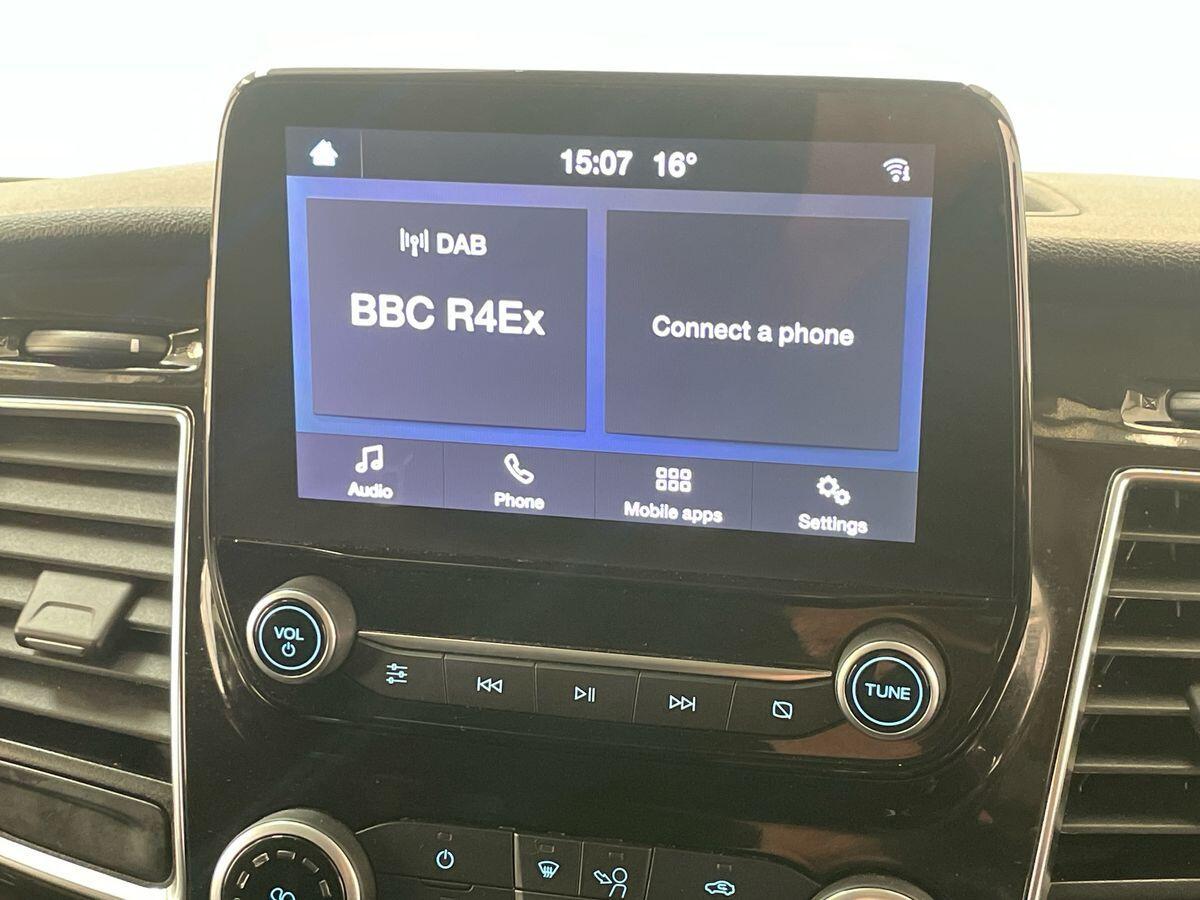 15:07 16°
DAB
BBC R4Ex
Connect a phone
Audio
Phone
Mobile apps
Settings
VOL
TUNE